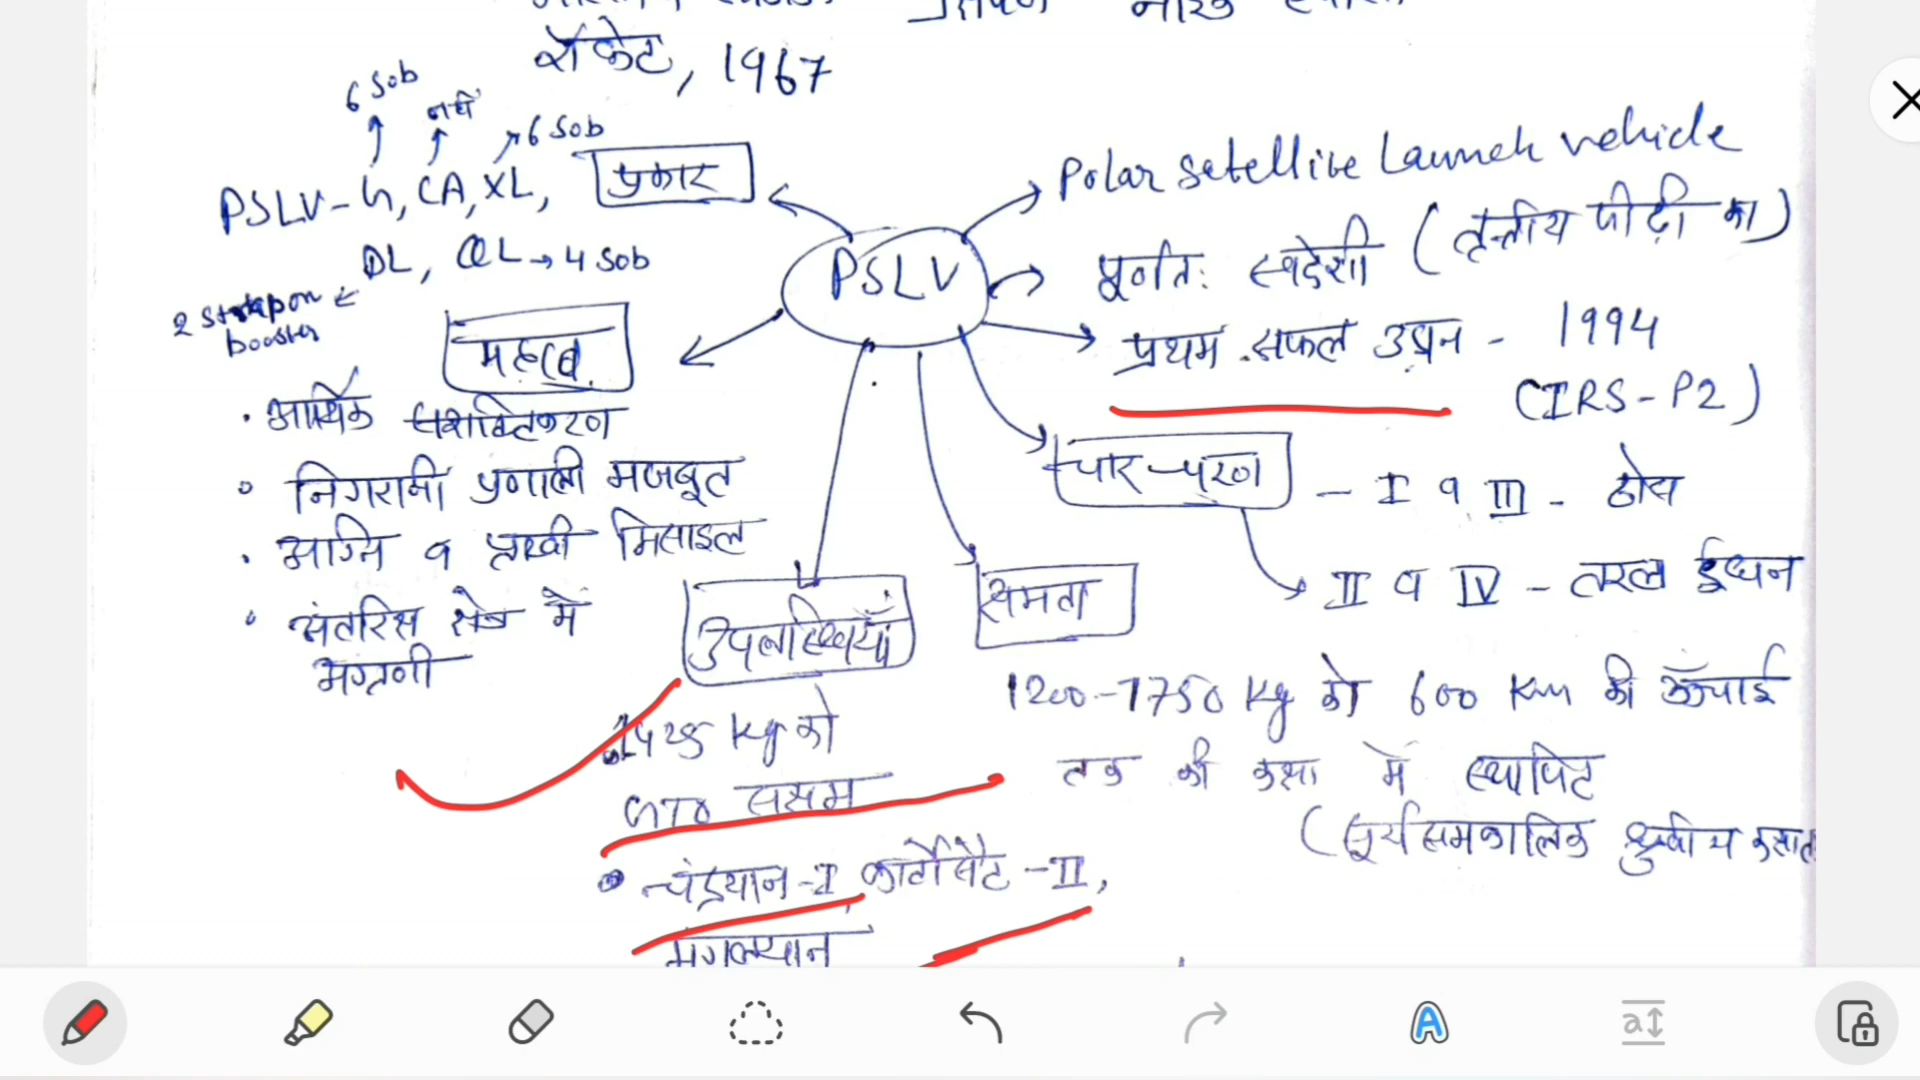 रॉकेट, 1967
6 Sob
नहीं
6 Sob
PSLV-G, CA, XL,
प्रकार
DL, QL → 4 Sob
2 strapon
booster
PSLV
Polar Satellite Launch vehicle
पूर्णतः स्वदेशी (तृतीय पीढ़ी का)
प्रथम सफल उड़ान - 1994
(IRS-P2)
चार-चरण - I व III - ठोस
II व IV - तरल ईंधन
महत्व
• आर्थिक सशक्तिकरण
• निगरानी प्रणाली मजबूत
• अग्नि व पृथ्वी मिसाइल
• अंतरिक्ष क्षेत्र में
अग्रणी
क्षमता
1200-1750 kg को 600 Km की ऊँचाई
तक की कक्षा में स्थापित
(सूर्यसमकालिक ध्रुवीय
उपलब्धियाँ
• 1425 kg को
GTO सक्षम
• चंद्रयान-I, कार्टोसैट-II,
मंगलयान